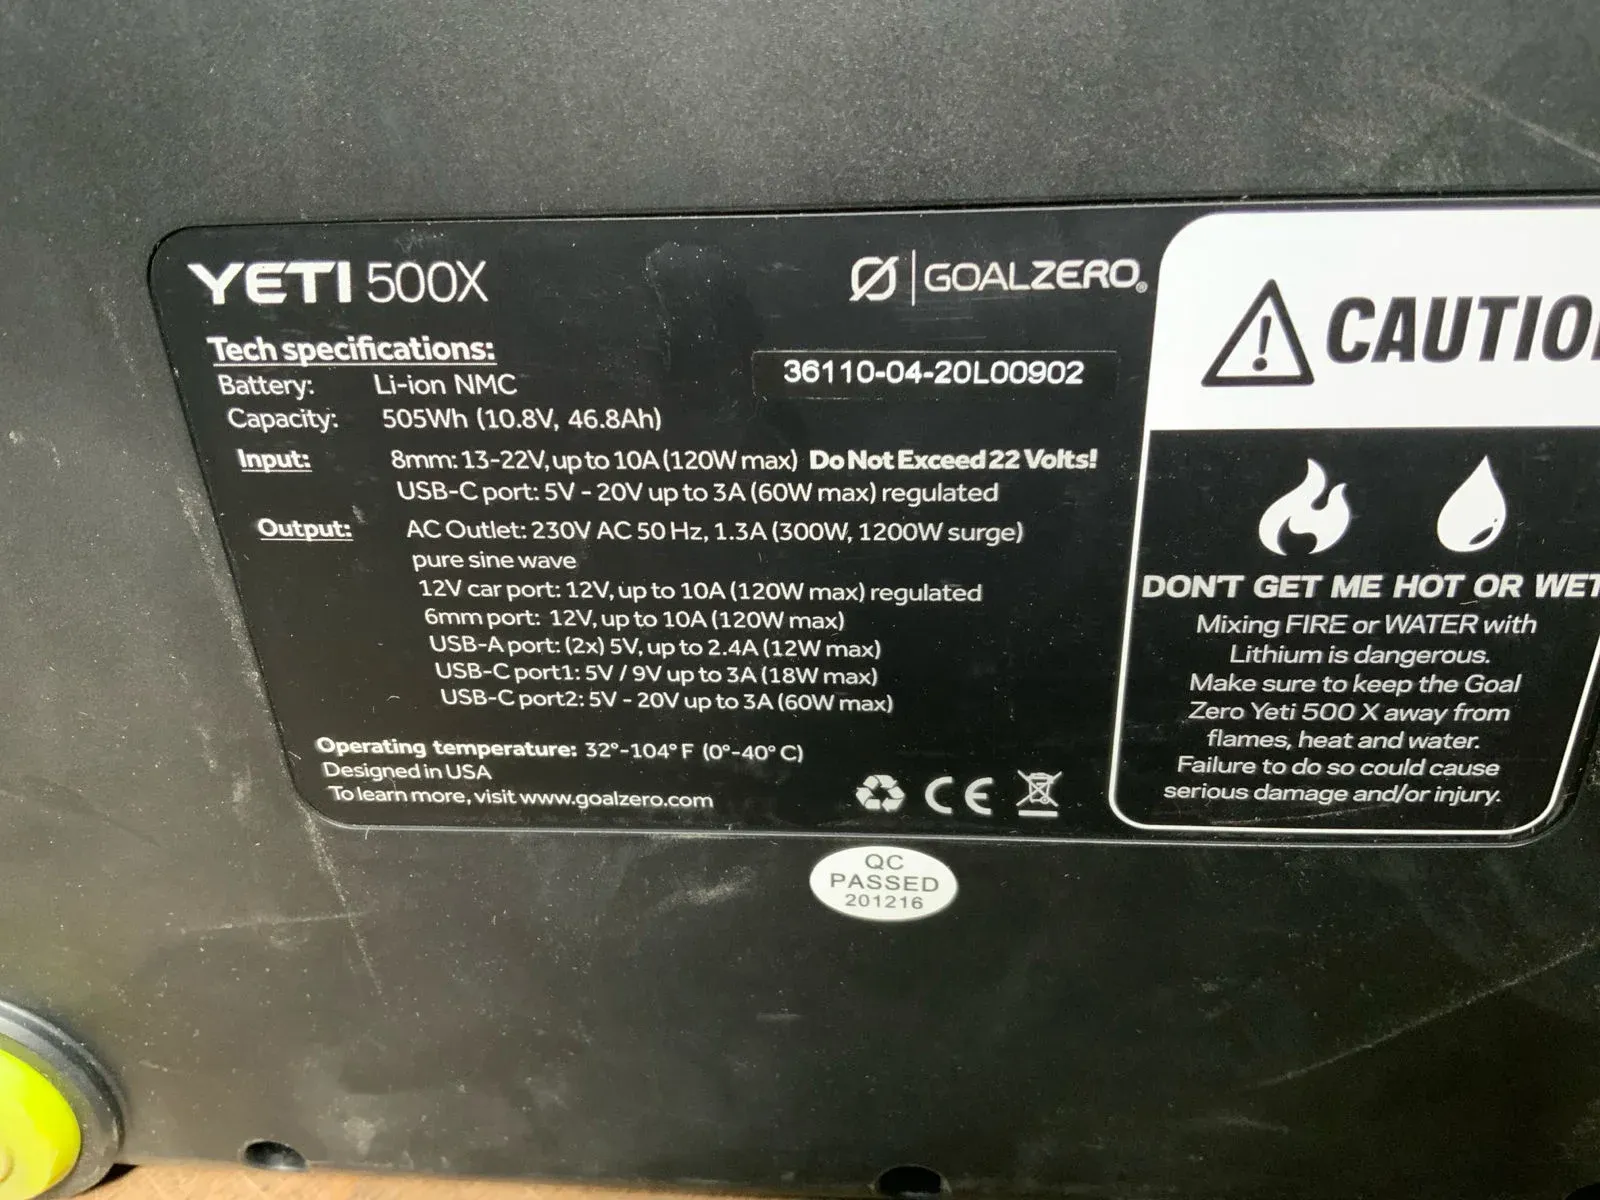 YETI 500X
GOALZERO®
Tech specifications:
36110-04-20L00902
Battery: Li-ion NMC
Capacity: 505Wh (10.8V, 46.8Ah)
Input: 8mm: 13-22V, up to 10A (120W max) Do Not Exceed 22 Volts!
USB-C port: 5V - 20V up to 3A (60W max) regulated
Output: AC Outlet: 230V AC 50 Hz, 1.3A (300W, 1200W surge)
pure sine wave
12V car port: 12V, up to 10A (120W max) regulated
6mm port: 12V, up to 10A (120W max)
USB-A port: (2x) 5V, up to 2.4A (12W max)
USB-C port1: 5V / 9V up to 3A (18W max)
USB-C port2: 5V - 20V up to 3A (60W max)
Operating temperature: 32°-104° F (0°-40° C)
Designed in USA
To learn more, visit www.goalzero.com
CE
CAUTIO
DON'T GET ME HOT OR WET
Mixing FIRE or WATER with
Lithium is dangerous.
Make sure to keep the Goal
Zero Yeti 500 X away from
flames, heat and water.
Failure to do so could cause
serious damage and/or injury.
QC
PASSED
201216